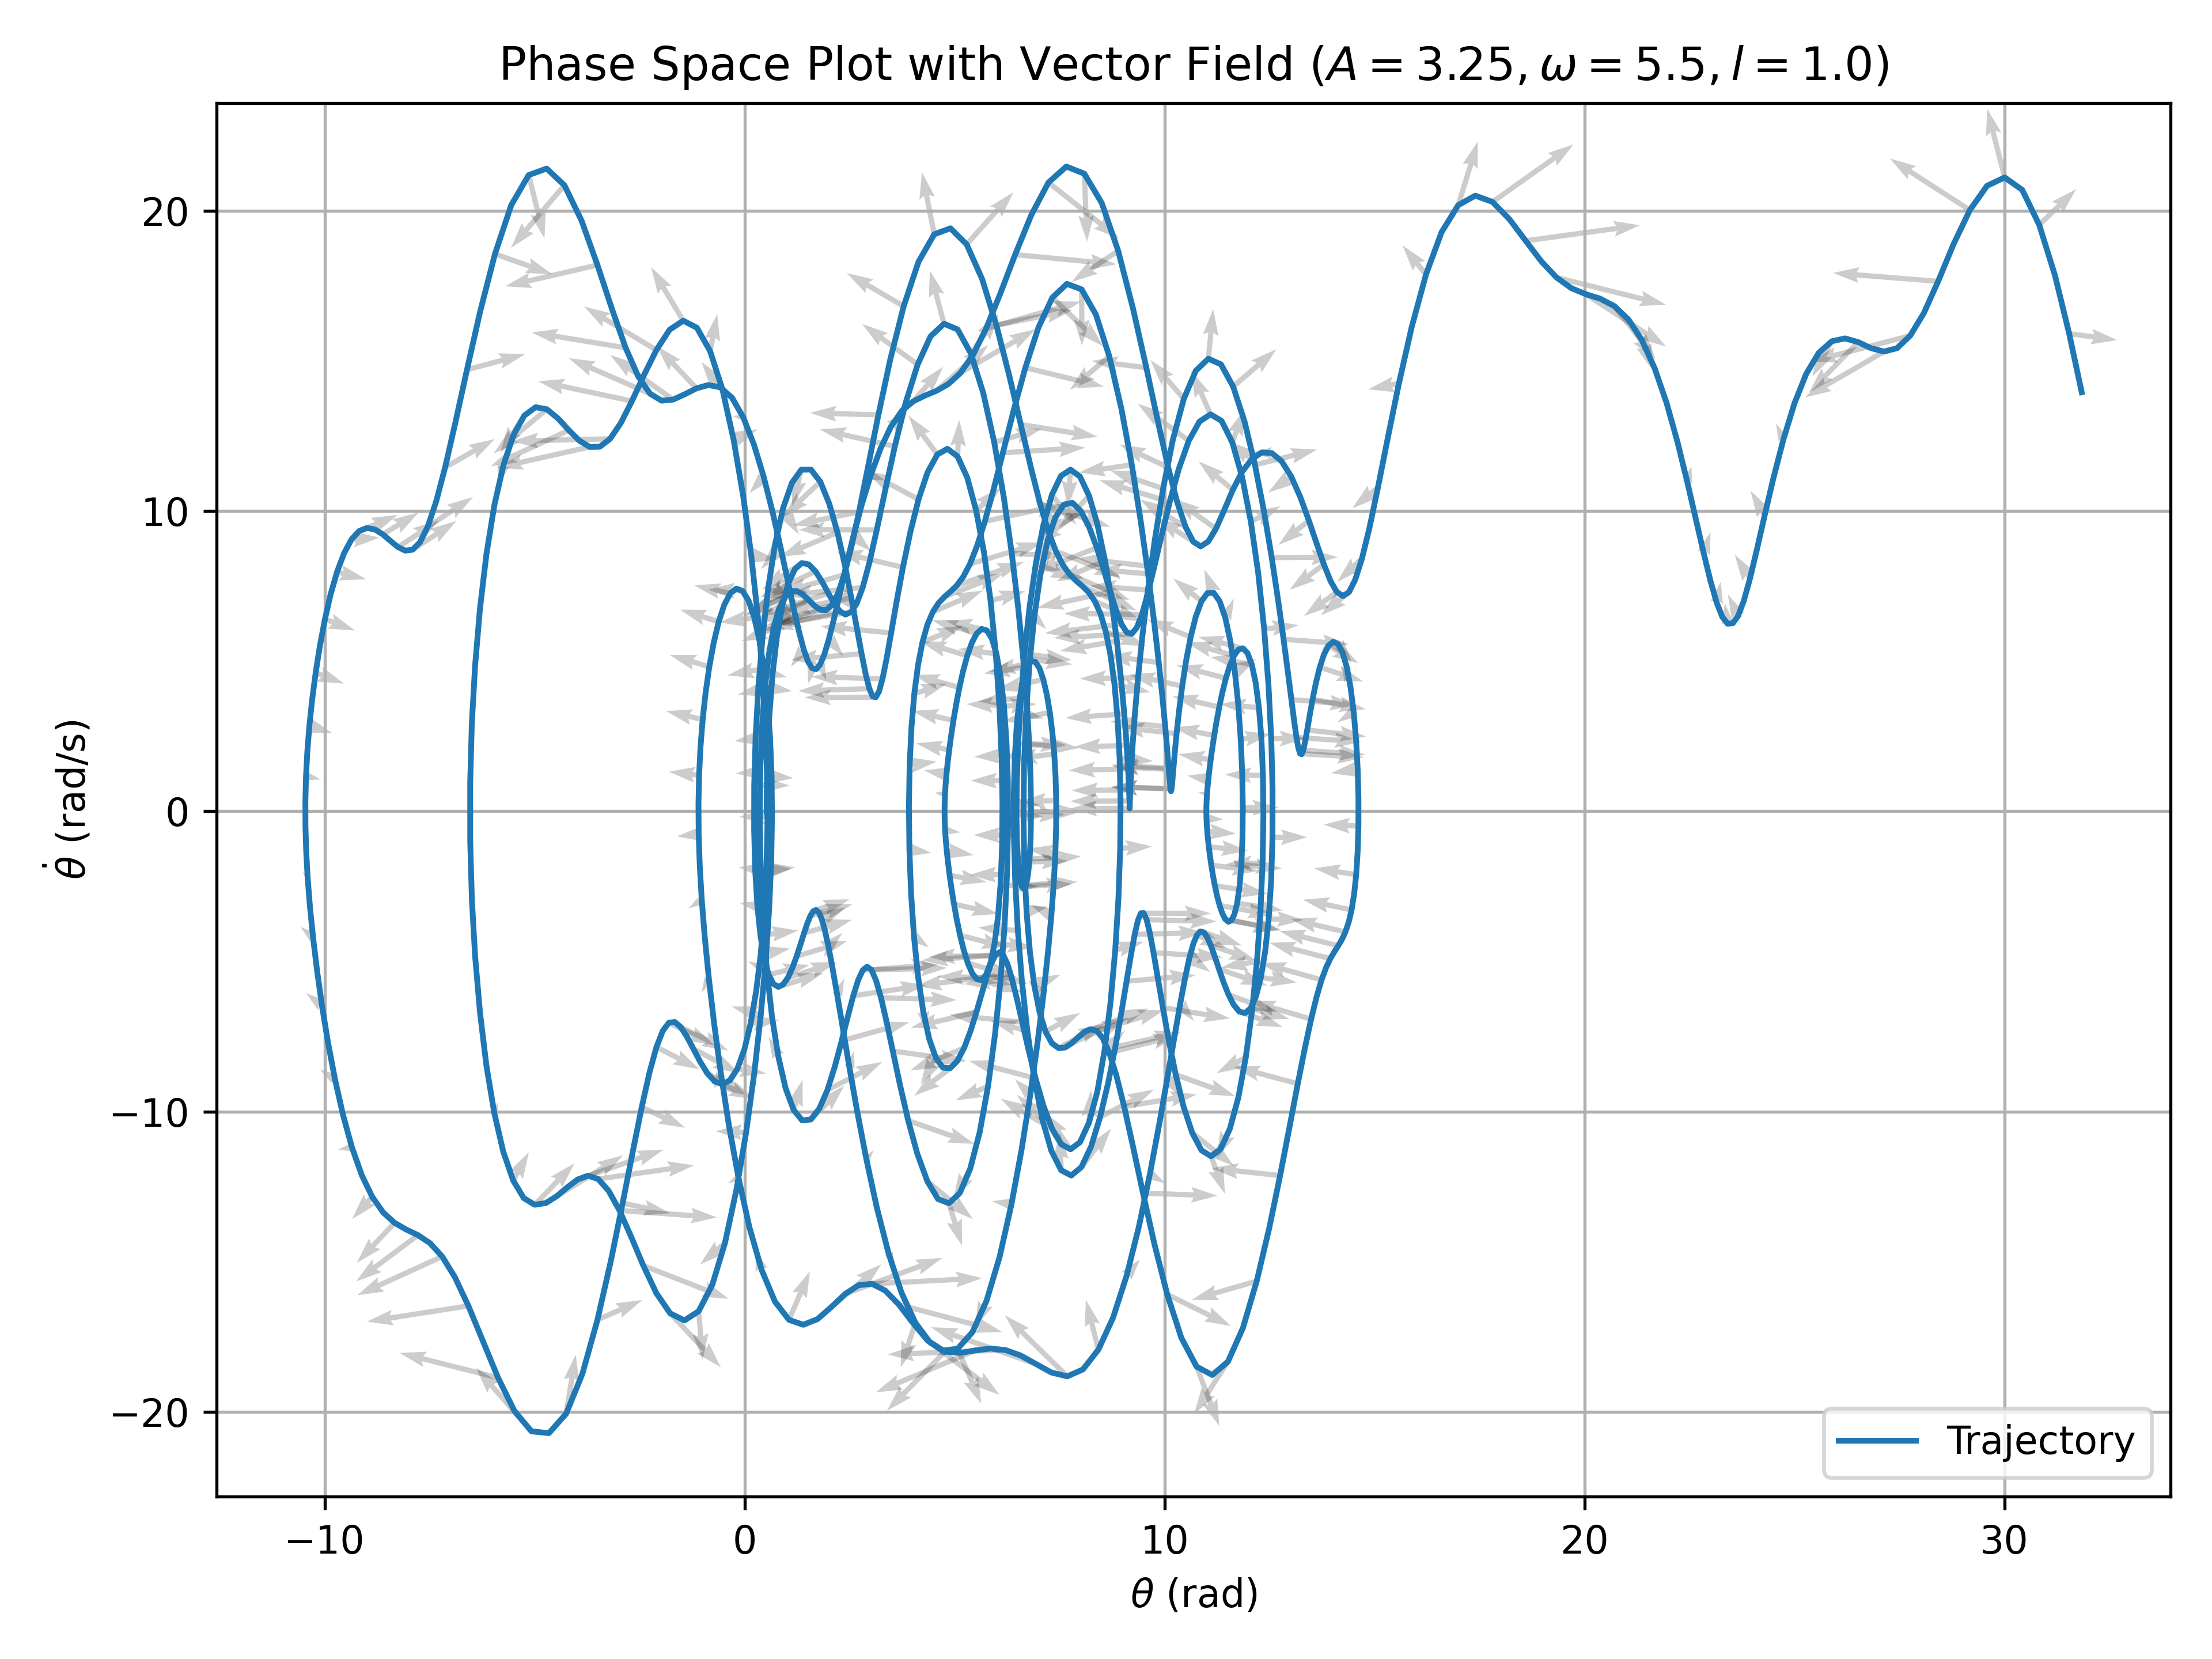 Phase Space Plot with Vector Field (A = 3.25, ω = 5.5, l = 1.0)
20
10
0
−10
−20
θ̇ (rad/s)
−10 0 10 20 30
θ (rad)
Trajectory